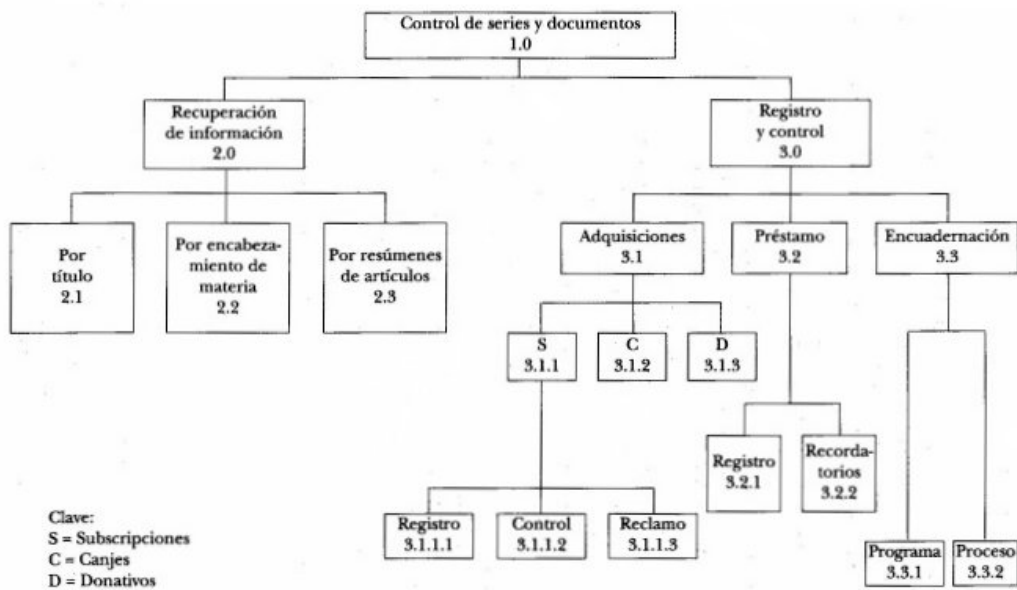 Control de series y documentos
1.0
Recuperación
de información
2.0
Registro
y control
3.0
Por
título
2.1
Por encabeza-
miento de
materia
2.2
Por resúmenes
de artículos
2.3
Adquisiciones
3.1
Préstamo
3.2
Encuadernación
3.3
S
3.1.1
C
3.1.2
D
3.1.3
Registro
3.2.1
Recorda-
torios
3.2.2
Registro
3.1.1.1
Control
3.1.1.2
Reclamo
3.1.1.3
Programa
3.3.1
Proceso
3.3.2
Clave:
S = Subscripciones
C = Canjes
D = Donativos